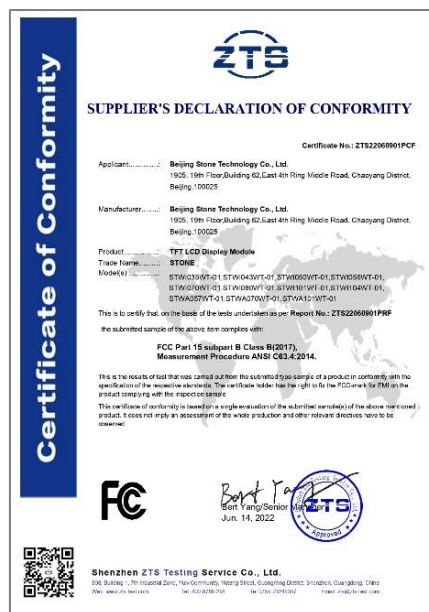 Certificate of Conformity
ZTS
SUPPLIER'S DECLARATION OF CONFORMITY
Certificate No.: ZTS22060901PCF
Applicant..............: Beijing Stone Technology Co., Ltd.
1905, 19th Floor,Building 62,East 4th Ring Middle Road, Chaoyang District,
Beijing,100025
Manufacturer........: Beijing Stone Technology Co., Ltd.
1905, 19th Floor,Building 62,East 4th Ring Middle Road, Chaoyang District,
Beijing,100025
Product................: TFT LCD Display Module
Trade Name.........: STONE
Model(s)..............: STWI035WT-01,STWI043WT-01,STWI050WT-01,STWI056WT-01,
STWI070WT-01,STWI080WT-01,STWI101WT-01,STWI104WT-01,
STWA057WT-01,STWA070WT-01,STWA101WT-01
This is to certify that, on the basis of the tests undertaken as per Report No.: ZTS22060901PRF
the submitted sample of the above item complies with:
FCC Part 15 subpart B Class B(2017),
Measurement Procedure ANSI C63.4:2014.
This is the results of test that was carried out from the submitted type-sample of a product in conformity with the
specification of the respective standards. The certificate holder has the right to fix the FCC-mark for EMI on the
product complying with the inspection sample
This certificate of conformity is based on a single evaluation of the submitted sample(s) of the above mentioned
product. It does not imply an assessment of the whole production and other relevant directives have to be
observed
FC
Bert Yang
Bert Yang/Senior Manager
Jun. 14, 2022
ZTS
Approved
Shenzhen ZTS Testing Service Co., Ltd.